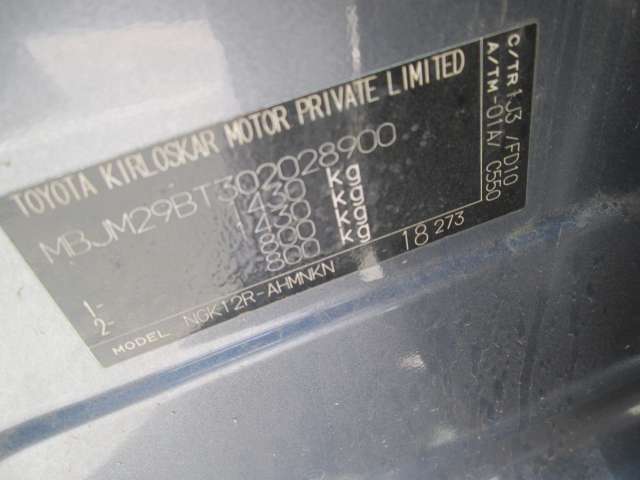 TOYOTA KIRLOSKAR MOTOR PRIVATE LIMITED
MBJM29BT302028900
1430 kg
1430 kg
1- 800 kg
2- 800 kg
18 273
MODEL NGK12R-AHMNKN
C/TR 1J3 /FD10
A/TM -01A/ C550